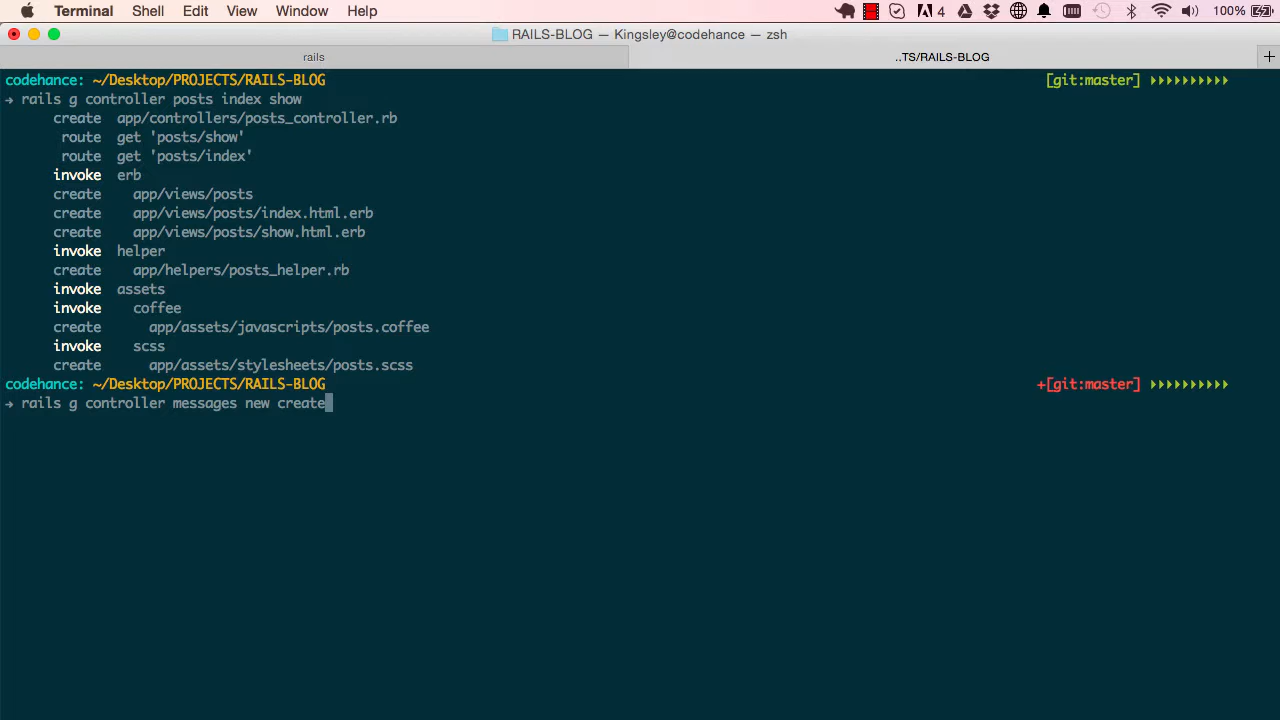 Terminal Shell Edit View Window Help 4 100%
RAILS-BLOG — Kingsley@codehance — zsh
rails ..TS/RAILS-BLOG +
codehance: ~/Desktop/PROJECTS/RAILS-BLOG [git:master]
→ rails g controller posts index show
create app/controllers/posts_controller.rb
route get 'posts/show'
route get 'posts/index'
invoke erb
create app/views/posts
create app/views/posts/index.html.erb
create app/views/posts/show.html.erb
invoke helper
create app/helpers/posts_helper.rb
invoke assets
invoke coffee
create app/assets/javascripts/posts.coffee
invoke scss
create app/assets/stylesheets/posts.scss
codehance: ~/Desktop/PROJECTS/RAILS-BLOG +[git:master]
→ rails g controller messages new create